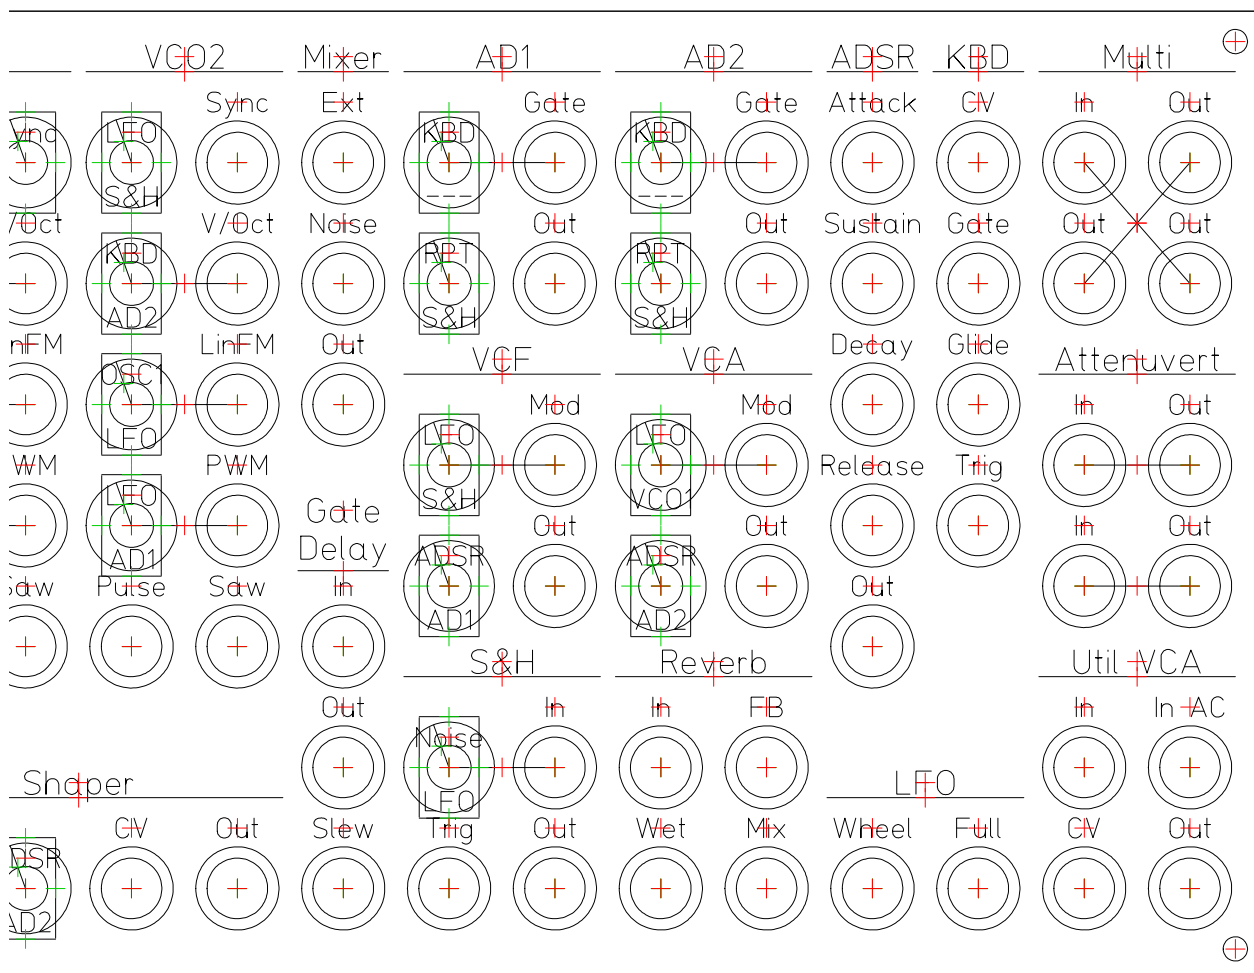 VCO2 Mixer AD1 AD2 ADSR KBD Multi
Sync Ext Gate Gate Attack CV In Out
LFO KBD KBD
S&H --- ---
V/Oct Noise Out Out Sustain Gate Out Out
KBD RPT RPT
AD2 S&H S&H
LinFM Out VCF VCA Decay Glide Attenuvert
OSC1 Mod Mod In Out
LFO LFO LFO
PWM Release Trig
LFO S&H VCO1
Gate Out Out In Out
Delay
AD1 ADSR ADSR
Pulse Saw In Out
AD1 AD2
S&H Reverb Util VCA
Out In In FB In In AC
Noise
Shaper LFO LFO
CV Out Slew Trig Out Wet Mix Wheel Full CV Out
AD2